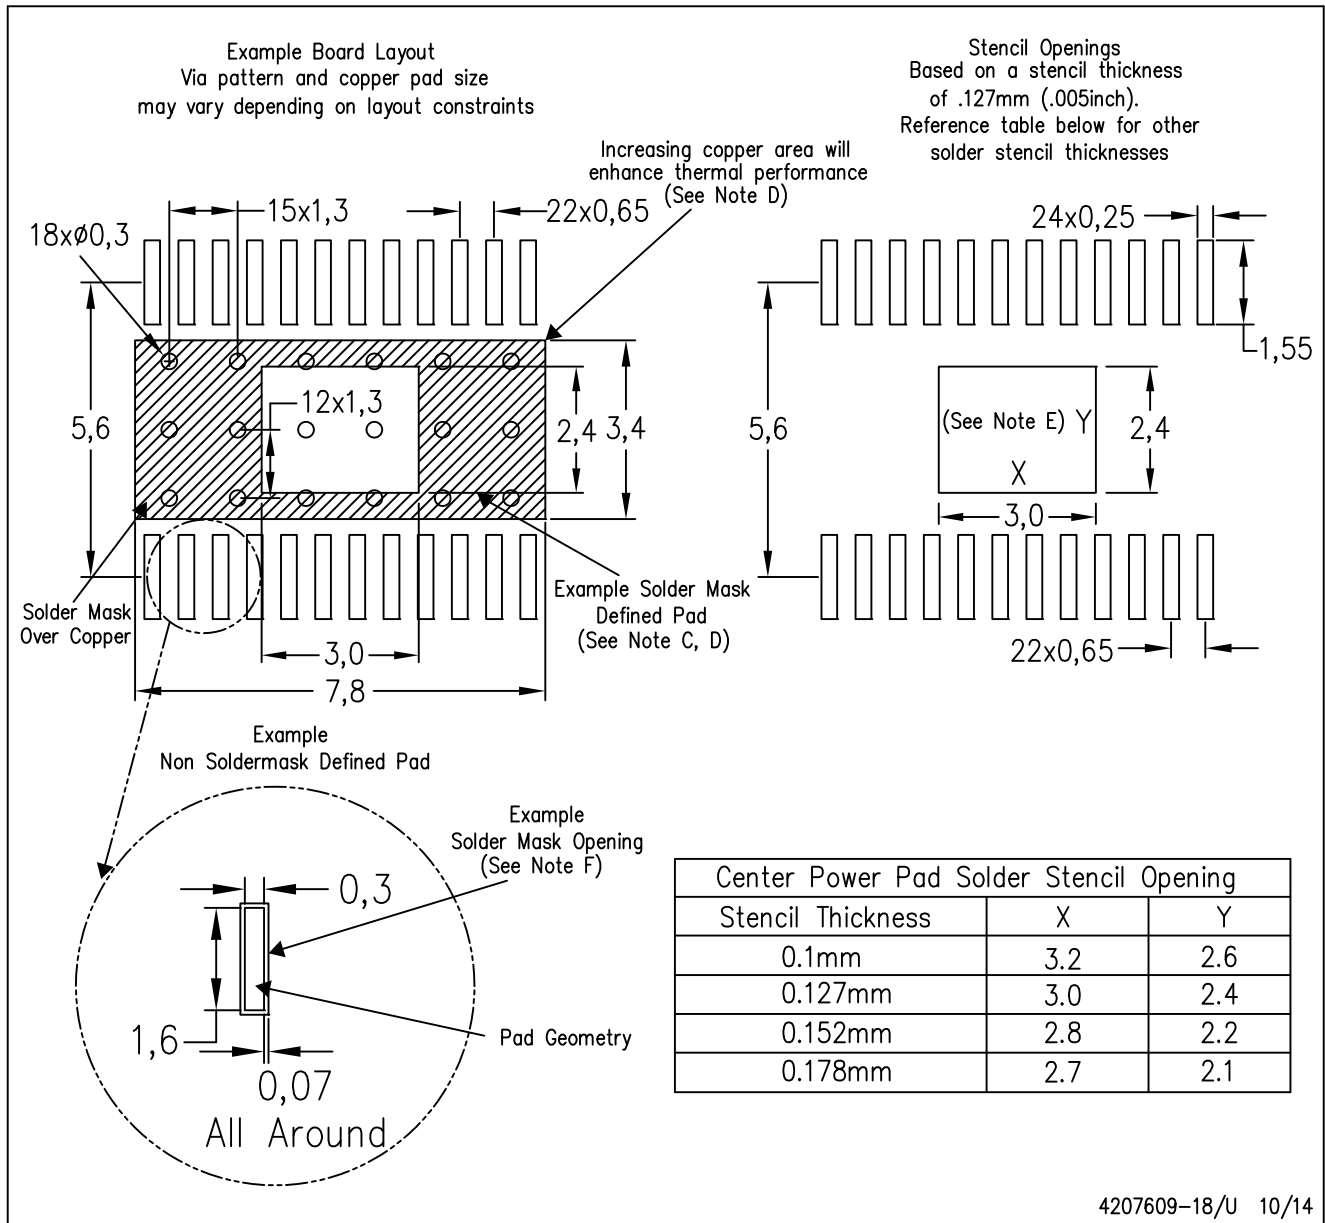 Example Board Layout
Via pattern and copper pad size
may vary depending on layout constraints
Stencil Openings
Based on a stencil thickness
of .127mm (.005inch).
Reference table below for other
solder stencil thicknesses
Increasing copper area will
enhance thermal performance
(See Note D)
15x1,3
22x0,65
18xø0,3
5,6
12x1,3
2,4
3,4
Solder Mask
Over Copper
Example Solder Mask
Defined Pad
(See Note C, D)
3,0
7,8
24x0,25
1,55
5,6
(See Note E)
Y
X
2,4
3,0
22x0,65
Example
Non Soldermask Defined Pad
Example
Solder Mask Opening
(See Note F)
0,3
1,6
Pad Geometry
0,07
All Around
Center Power Pad Solder Stencil Opening
Stencil Thickness X Y
0.1mm 3.2 2.6
0.127mm 3.0 2.4
0.152mm 2.8 2.2
0.178mm 2.7 2.1
4207609-18/U 10/14